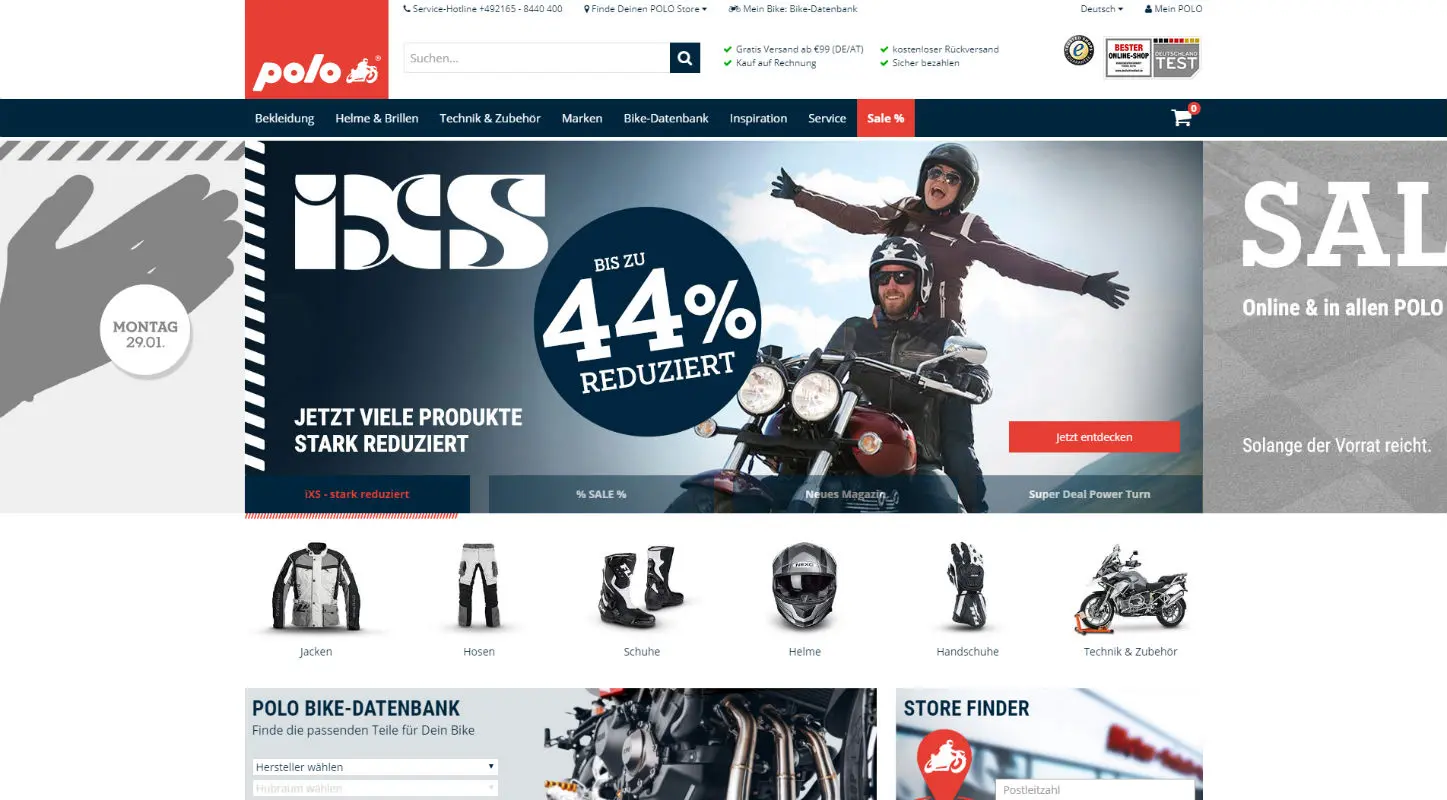 Service-Hotline +492165 - 8440 400
Finde Deinen POLO Store
Mein Bike: Bike-Datenbank
Deutsch
Mein POLO
polo®
Suchen...
Gratis Versand ab €99 (DE/AT)
kostenloser Rückversand
Kauf auf Rechnung
Sicher bezahlen
BESTER
ONLINE-SHOP
DEUTSCHLAND
TEST
Bekleidung
Helme & Brillen
Technik & Zubehör
Marken
Bike-Datenbank
Inspiration
Service
Sale %
0
MONTAG
29.01.
iXS
BIS ZU
44%
REDUZIERT
JETZT VIELE PRODUKTE
STARK REDUZIERT
Jetzt entdecken
SAL
Online & in allen POLO
Solange der Vorrat reicht.
iXS - stark reduziert
% SALE %
Neues Magazin
Super Deal Power Turn
NEXO
Jacken
Hosen
Schuhe
Helme
Handschuhe
Technik & Zubehör
POLO BIKE-DATENBANK
Finde die passenden Teile für Dein Bike
Hersteller wählen
Hubraum wählen
STORE FINDER
Postleitzahl